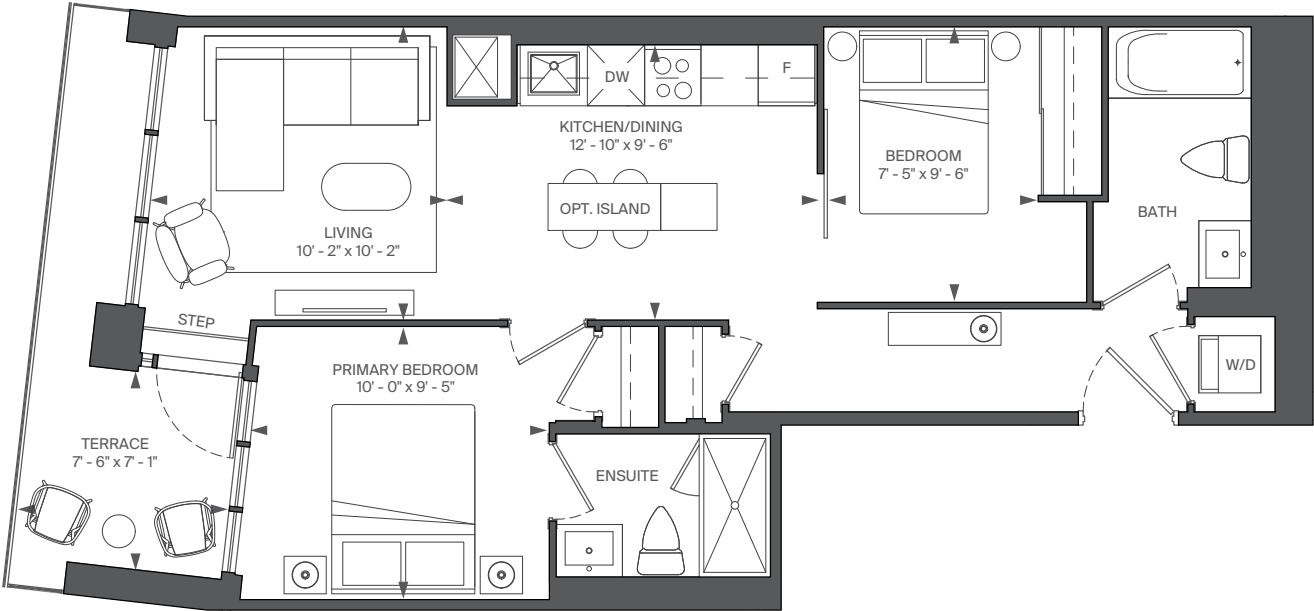 DW
F
KITCHEN/DINING
12' - 10" x 9' - 6"
BEDROOM
7' - 5" x 9' - 6"
OPT. ISLAND
BATH
LIVING
10' - 2" x 10' - 2"
STEP
PRIMARY BEDROOM
10' - 0" x 9' - 5"
W/D
TERRACE
7' - 6" x 7' - 1"
ENSUITE